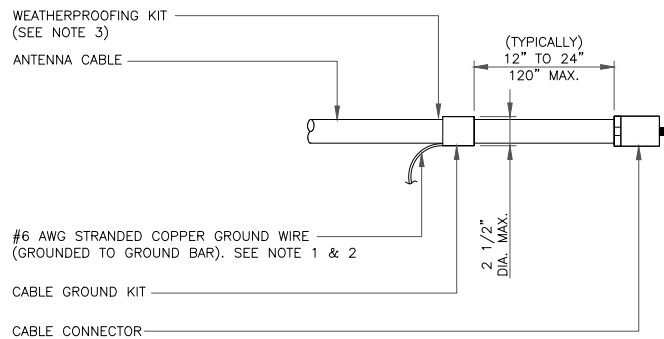 WEATHERPROOFING KIT
(SEE NOTE 3)
ANTENNA CABLE
(TYPICALLY)
12" TO 24"
120" MAX.
2 1/2"
DIA. MAX.
#6 AWG STRANDED COPPER GROUND WIRE
(GROUNDED TO GROUND BAR). SEE NOTE 1 & 2
CABLE GROUND KIT
CABLE CONNECTOR